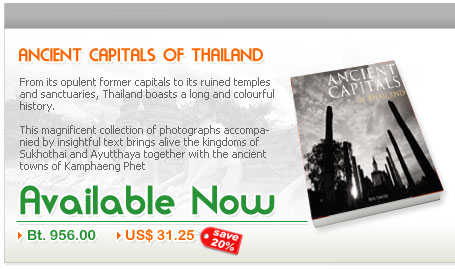 ANCIENT CAPITALS OF THAILAND
From its opulent former capitals to its ruined temples
and sanctuaries, Thailand boasts a long and colourful
history.
This magnificent collection of photographs accompa-
nied by insightful text brings alive the kingdoms of
Sukhothai and Ayutthaya together with the ancient
towns of Kamphaeng Phet
Available Now
Bt. 956.00
US$ 31.25
save
20%
ANCIENT
CAPITALS
OF THAILAND